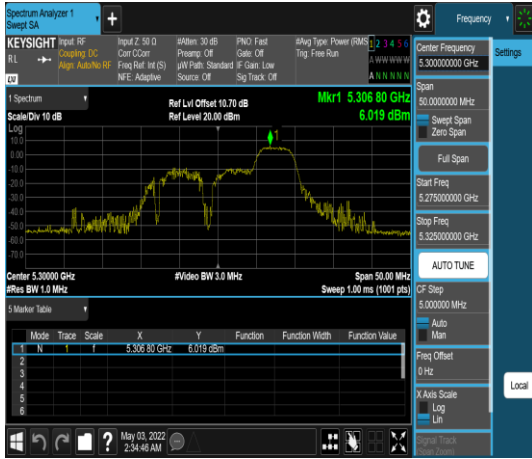 Spectrum Analyzer 1
Swept SA
Frequency
KEYSIGHT
RL
Input: RF
Coupling: DC
Align: Auto/No RF
Input Z: 50 Ω
Corr CCorr
Freq Ref: Int (S)
NFE: Adaptive
#Atten: 30 dB
Preamp: Off
µW Path: Standard
Source: Off
PNO: Fast
Gate: Off
IF Gain: Low
Sig Track: Off
#Avg Type: Power (RMS
Trig: Free Run
1 2 3 4 5 6
A W W W W W
A N N N N N
1 Spectrum
Scale/Div 10 dB
Ref Lvl Offset 10.70 dB
Ref Level 20.00 dBm
Mkr1 5.306 80 GHz
6.019 dBm
Log
10.0
0.00
-10.0
-20.0
-30.0
-40.0
-50.0
-60.0
-70.0
1
Center 5.30000 GHz
#Res BW 1.0 MHz
#Video BW 3.0 MHz
Span 50.00 MHz
Sweep 1.00 ms (1001 pts)
5 Marker Table
Mode Trace Scale X Y Function Function Width Function Value
1 N 1 f 5.306 80 GHz 6.019 dBm
2
3
4
5
6
May 03, 2022
2:34:46 AM
Center Frequency
5.300000000 GHz
Span
50.0000000 MHz
Swept Span
Zero Span
Full Span
Start Freq
5.275000000 GHz
Stop Freq
5.325000000 GHz
AUTO TUNE
CF Step
5.000000 MHz
Auto
Man
Freq Offset
0 Hz
X Axis Scale
Log
Lin
Signal Track
(Span Zoom)
Settings
Local